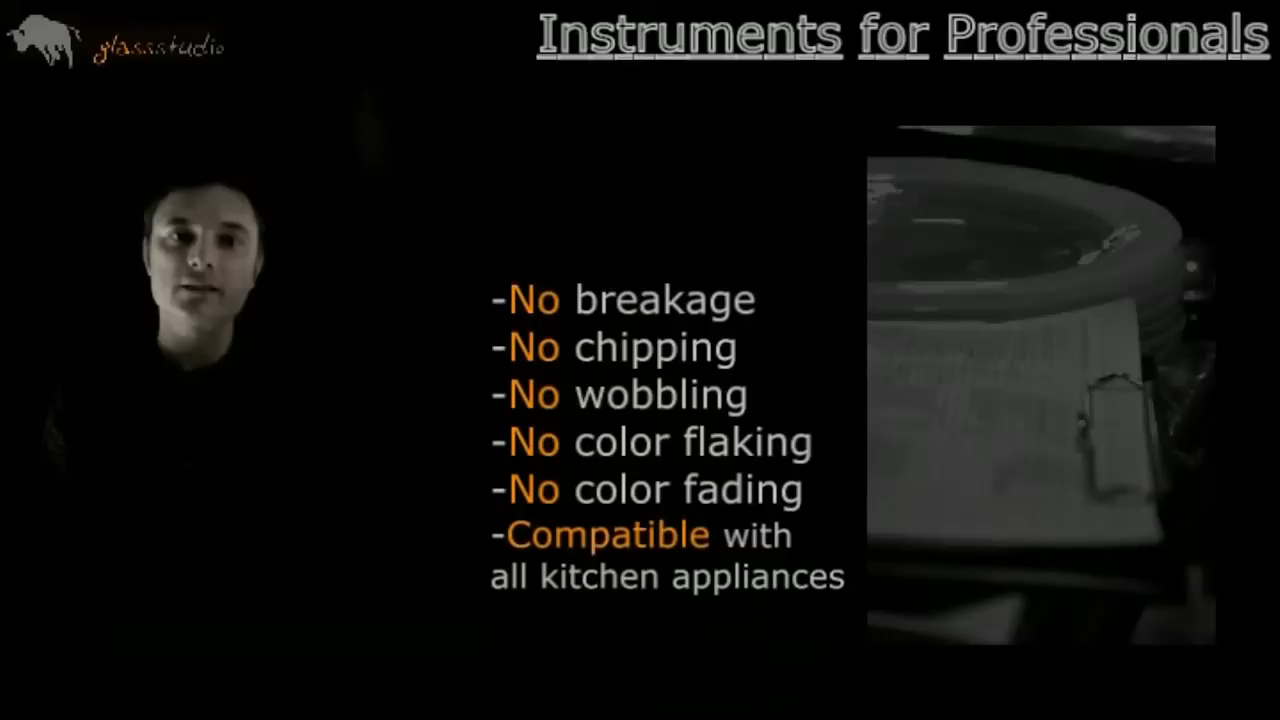 glassstudio
Instruments for Professionals
-No breakage
-No chipping
-No wobbling
-No color flaking
-No color fading
-Compatible with
all kitchen appliances